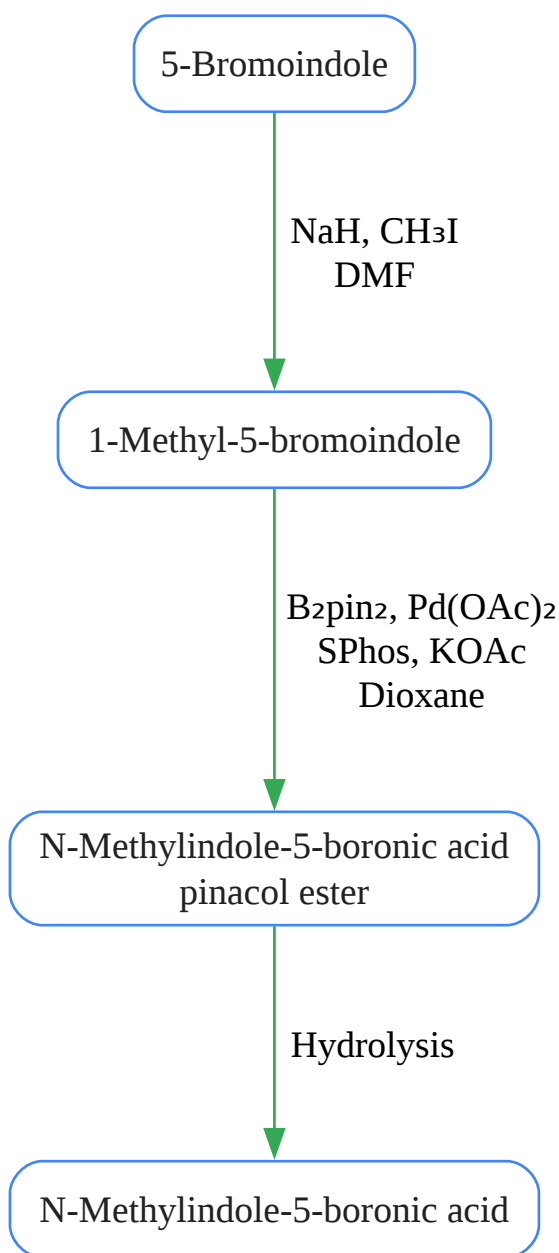 5-Bromoindole
NaH, CH₃I
DMF
1-Methyl-5-bromoindole
B₂pin₂, Pd(OAc)₂
SPhos, KOAc
Dioxane
N-Methylindole-5-boronic acid
pinacol ester
Hydrolysis
N-Methylindole-5-boronic acid